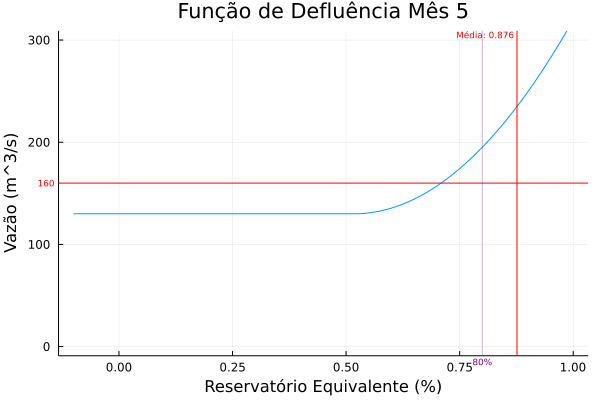 Função de Defluência Mês 5
Média: 0.876
300
200
160
100
0
Vazão (m^3/s)
0.00
0.25
0.50
0.75
80%
1.00
Reservatório Equivalente (%)